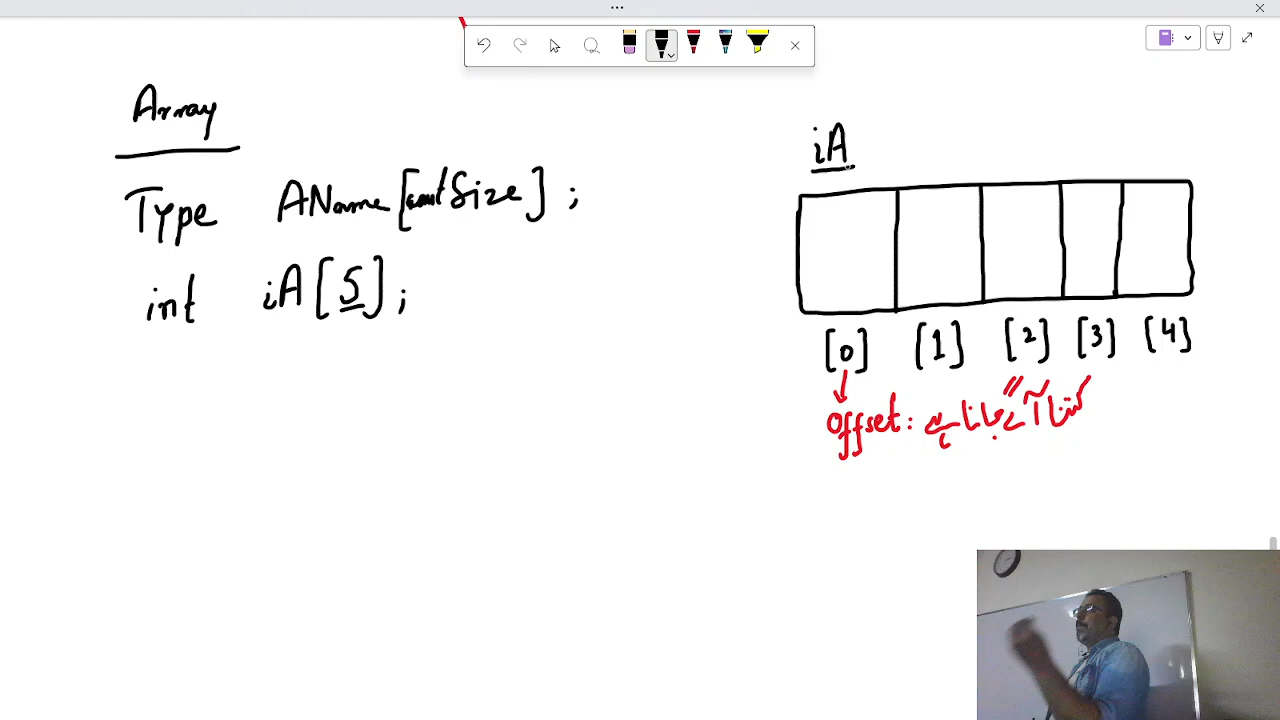 Array
Type AName[constSize];
int iA[5];
iA
[0] [1] [2] [3] [4]
offset: کتنا آگے جانا ہے